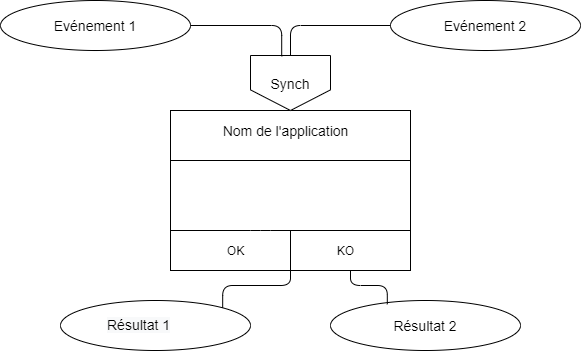 Evénement 1
Evénement 2
Synch
Nom de l'application
OK
KO
Résultat 1
Résultat 2